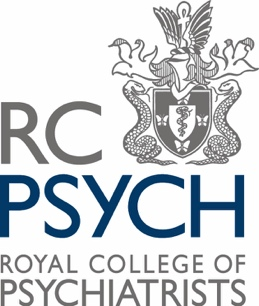 RC
PSYCH
ROYAL COLLEGE OF
PSYCHIATRISTS